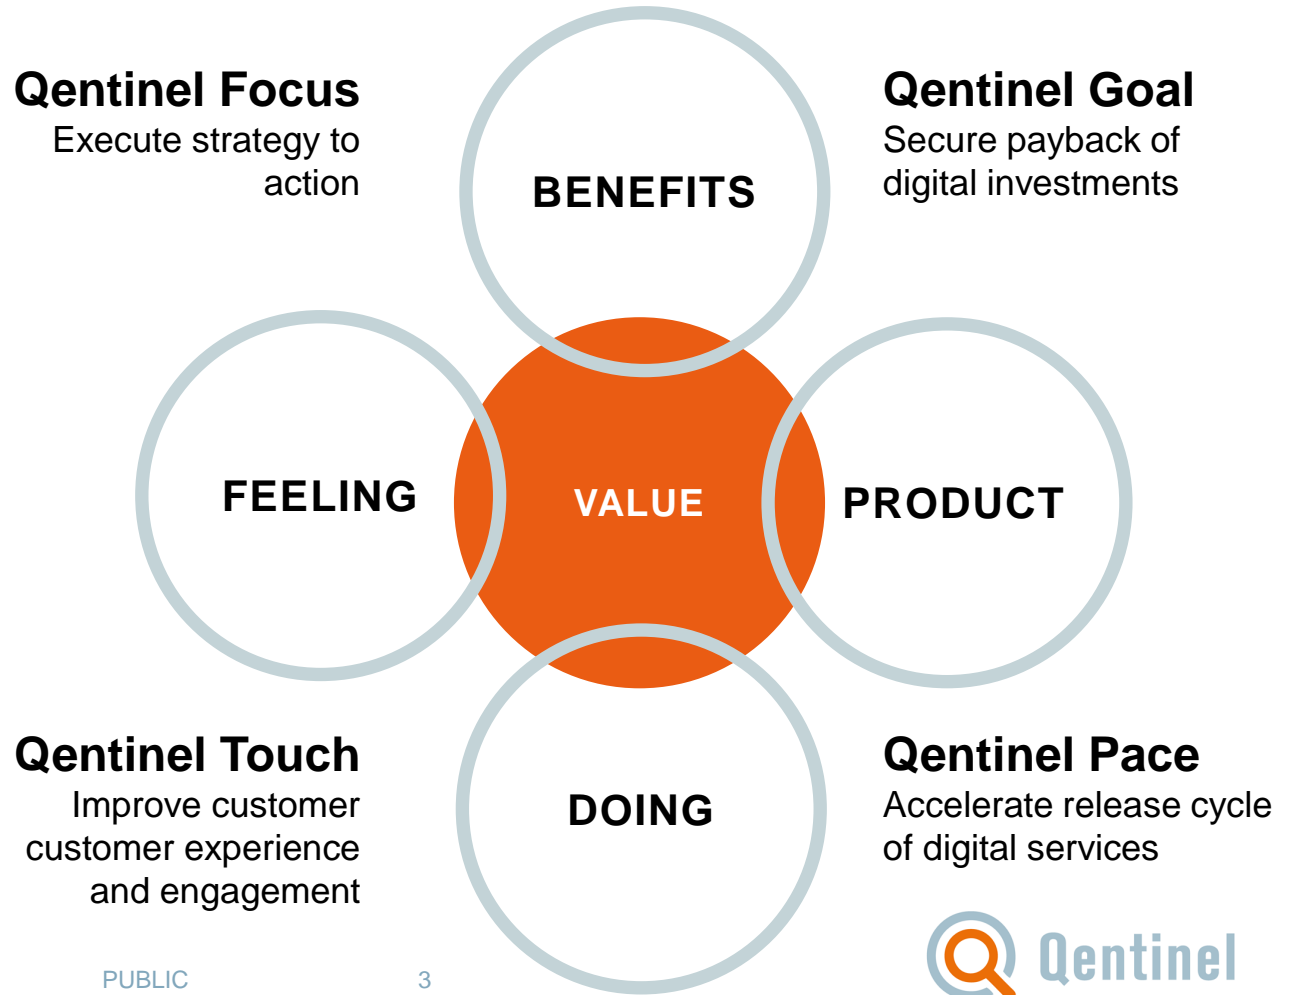 Qentinel Focus
Execute strategy to
action
Qentinel Goal
Secure payback of
digital investments
BENEFITS
FEELING
VALUE
PRODUCT
DOING
Qentinel Touch
Improve customer
customer experience
and engagement
Qentinel Pace
Accelerate release cycle
of digital services
Qentinel
PUBLIC
3